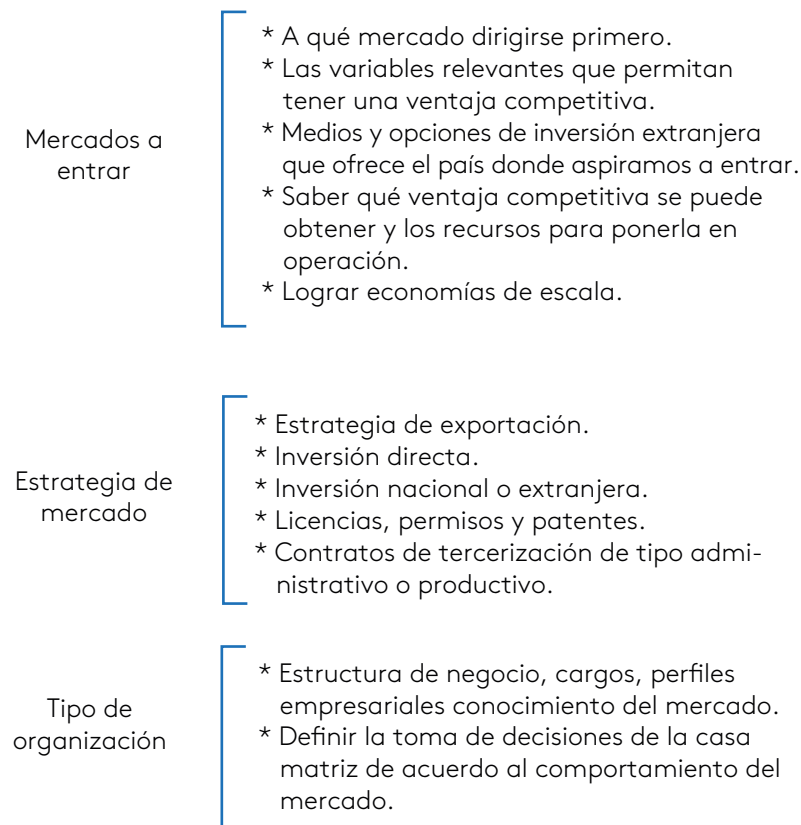 Mercados a
entrar
* A qué mercado dirigirse primero.
* Las variables relevantes que permitan
tener una ventaja competitiva.
* Medios y opciones de inversión extranjera
que ofrece el país donde aspiramos a entrar.
* Saber qué ventaja competitiva se puede
obtener y los recursos para ponerla en
operación.
* Lograr economías de escala.
Estrategia de
mercado
* Estrategia de exportación.
* Inversión directa.
* Inversión nacional o extranjera.
* Licencias, permisos y patentes.
* Contratos de tercerización de tipo admi-
nistrativo o productivo.
Tipo de
organización
* Estructura de negocio, cargos, perfiles
empresariales conocimiento del mercado.
* Definir la toma de decisiones de la casa
matriz de acuerdo al comportamiento del
mercado.